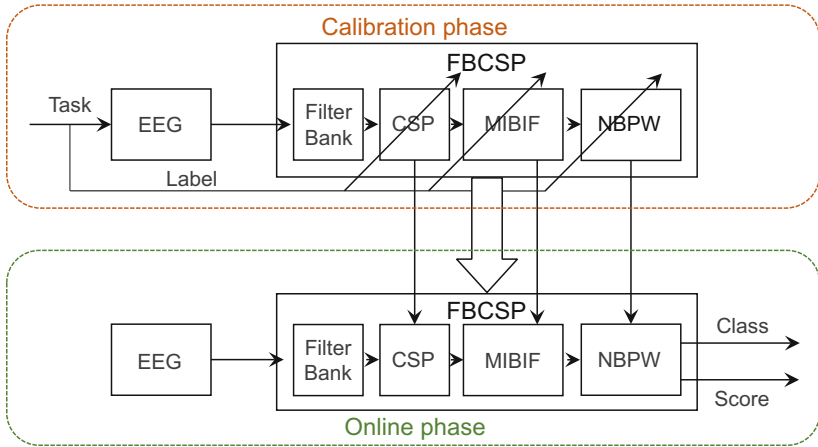 Calibration phase
FBCSP
Task
EEG
Filter
Bank
CSP
MIBIF
NBPW
Label
FBCSP
EEG
Filter
Bank
CSP
MIBIF
NBPW
Class
Score
Online phase